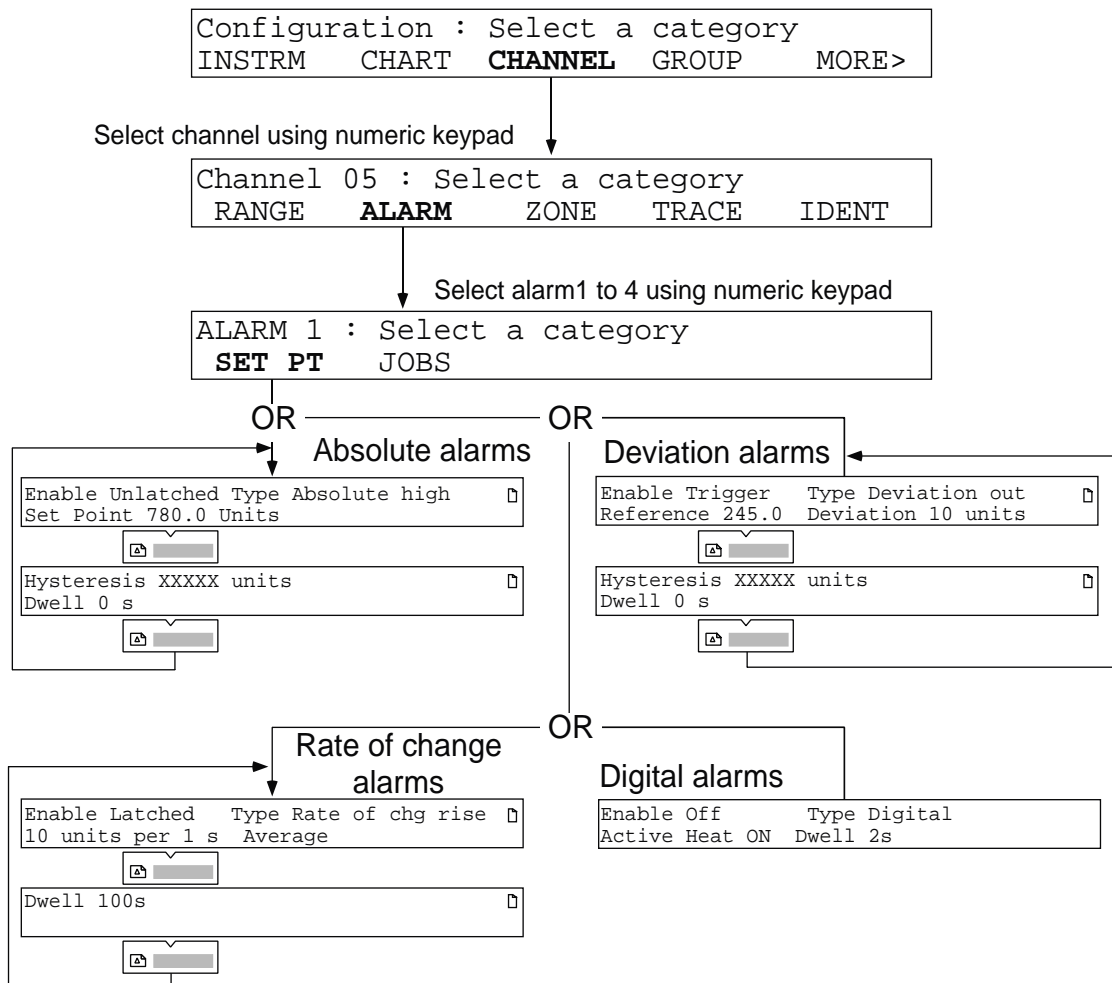 Configuration : Select a category
INSTRM CHART CHANNEL GROUP MORE>
Select channel using numeric keypad
Channel 05 : Select a category
RANGE ALARM ZONE TRACE IDENT
Select alarm1 to 4 using numeric keypad
ALARM 1 : Select a category
SET PT JOBS
OR OR
Absolute alarms
Enable Unlatched Type Absolute high
Set Point 780.0 Units
Hysteresis XXXXX units
Dwell 0 s
Deviation alarms
Enable Trigger Type Deviation out
Reference 245.0 Deviation 10 units
Hysteresis XXXXX units
Dwell 0 s
OR
Rate of change
alarms
Enable Latched Type Rate of chg rise
10 units per 1 s Average
Dwell 100s
Digital alarms
Enable Off Type Digital
Active Heat ON Dwell 2s